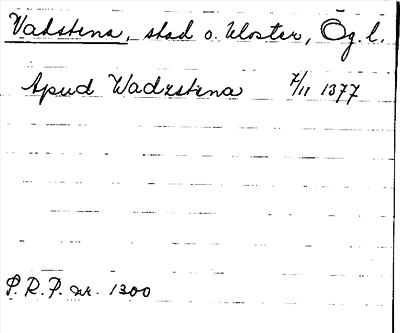 Vadstena, stad o. kloster, Ög. l.
Apud Wadzstena 7/11 1377
P.R.P. nr. 1300